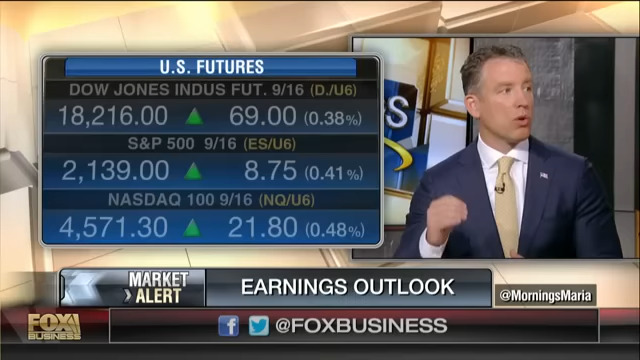 U.S. FUTURES
DOW JONES INDUS FUT. 9/16 (D./U6)
18,216.00 ▲ 69.00 (0.38%)
S&P 500 9/16 (ES/U6)
2,139.00 ▲ 8.75 (0.41%)
NASDAQ 100 9/16 (NQ/U6)
4,571.30 ▲ 21.80 (0.48%)
MARKET
ALERT
EARNINGS OUTLOOK
@MorningsMaria
FOX
BUSINESS
@FOXBUSINESS